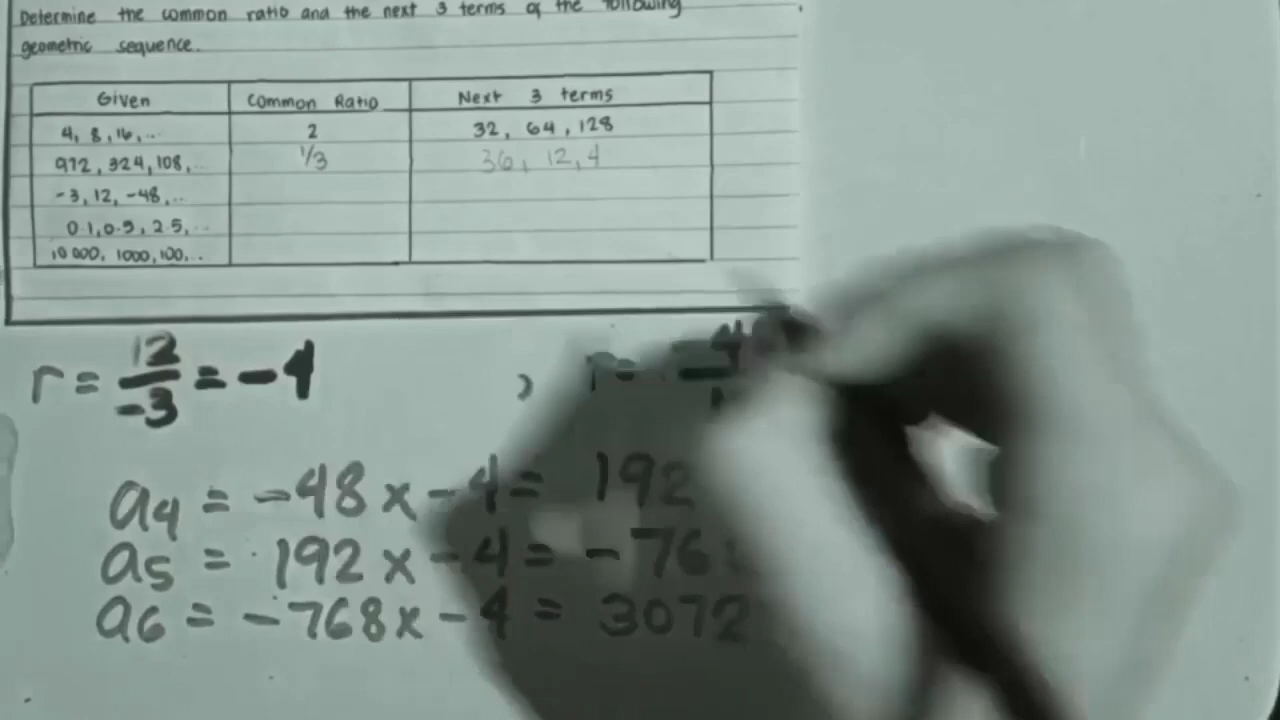 Determine the common ratio and the next 3 terms of the following
geometric sequence.
Given Common Ratio Next 3 terms
4, 8, 16,... 2 32, 64, 128
972, 324, 108,... 1/3 36, 12, 4
-3, 12, -48,...
0.1, 0.5, 2.5,...
10 000, 1000, 100,...
r = 12/-3 = -4 ,
a4 = -48 x -4 = 192
a5 = 192 x -4 = -768
a6 = -768 x -4 = 3072